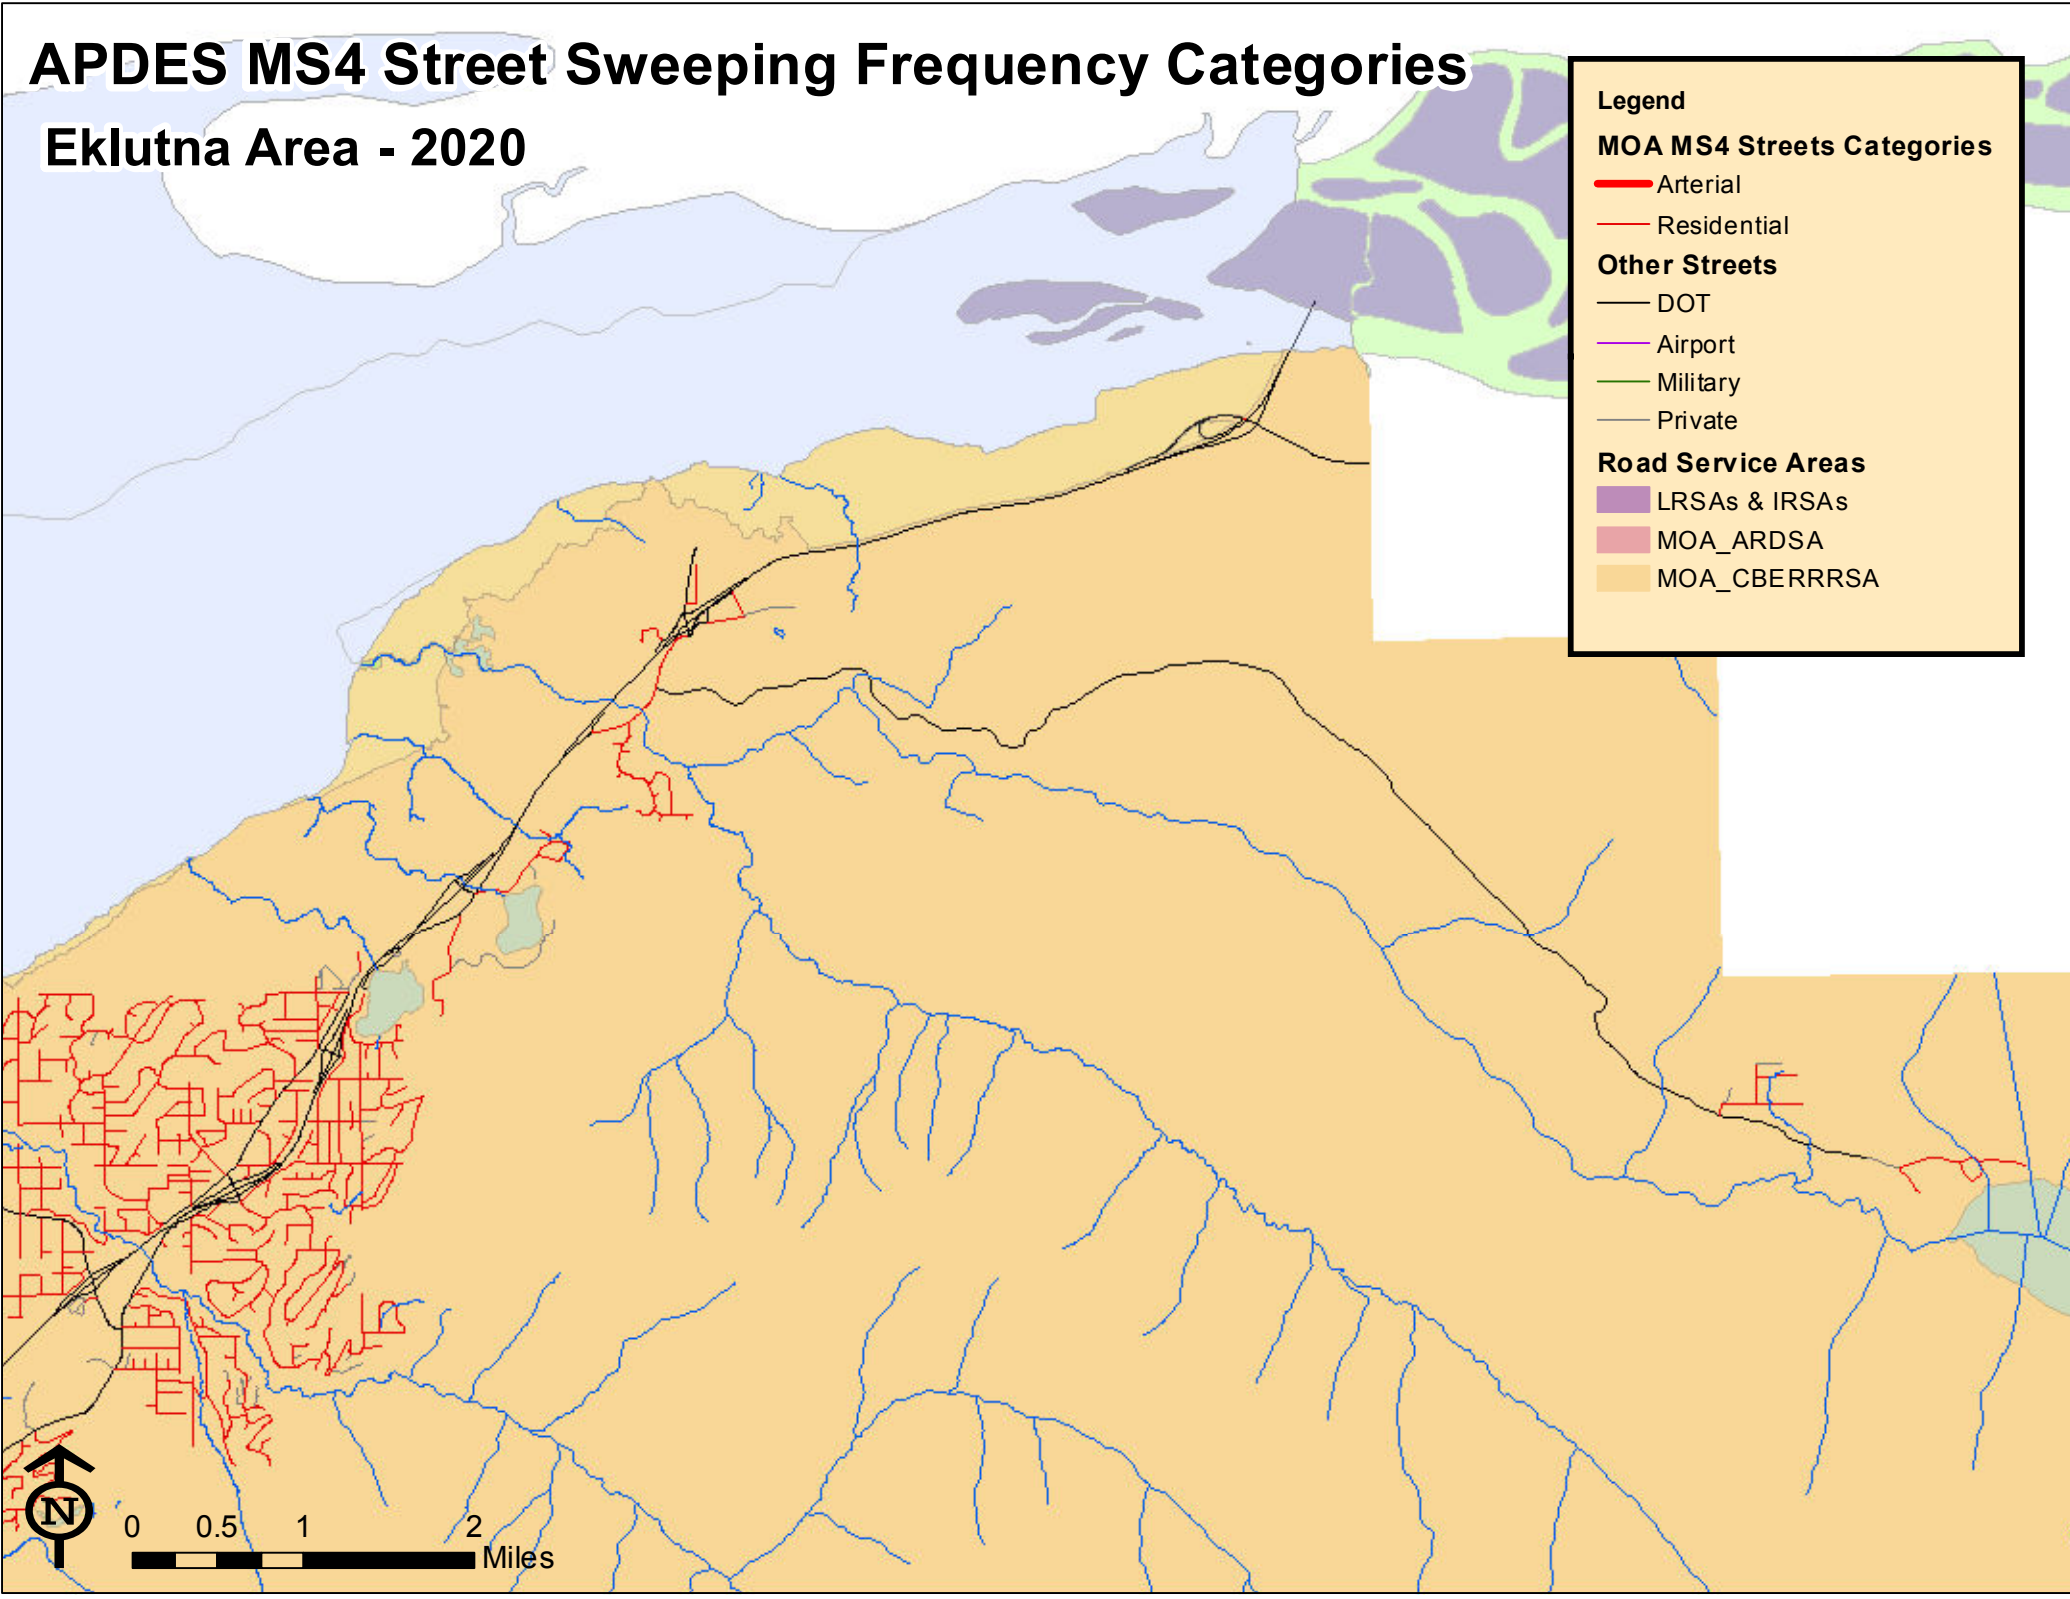 APDES MS4 Street Sweeping Frequency Categories
Eklutna Area - 2020
Legend
MOA MS4 Streets Categories
Arterial
Residential
Other Streets
DOT
Airport
Military
Private
Road Service Areas
LRSAs & IRSAs
MOA_ARDSA
MOA_CBERRRSA
N
0 0.5 1 2
Miles